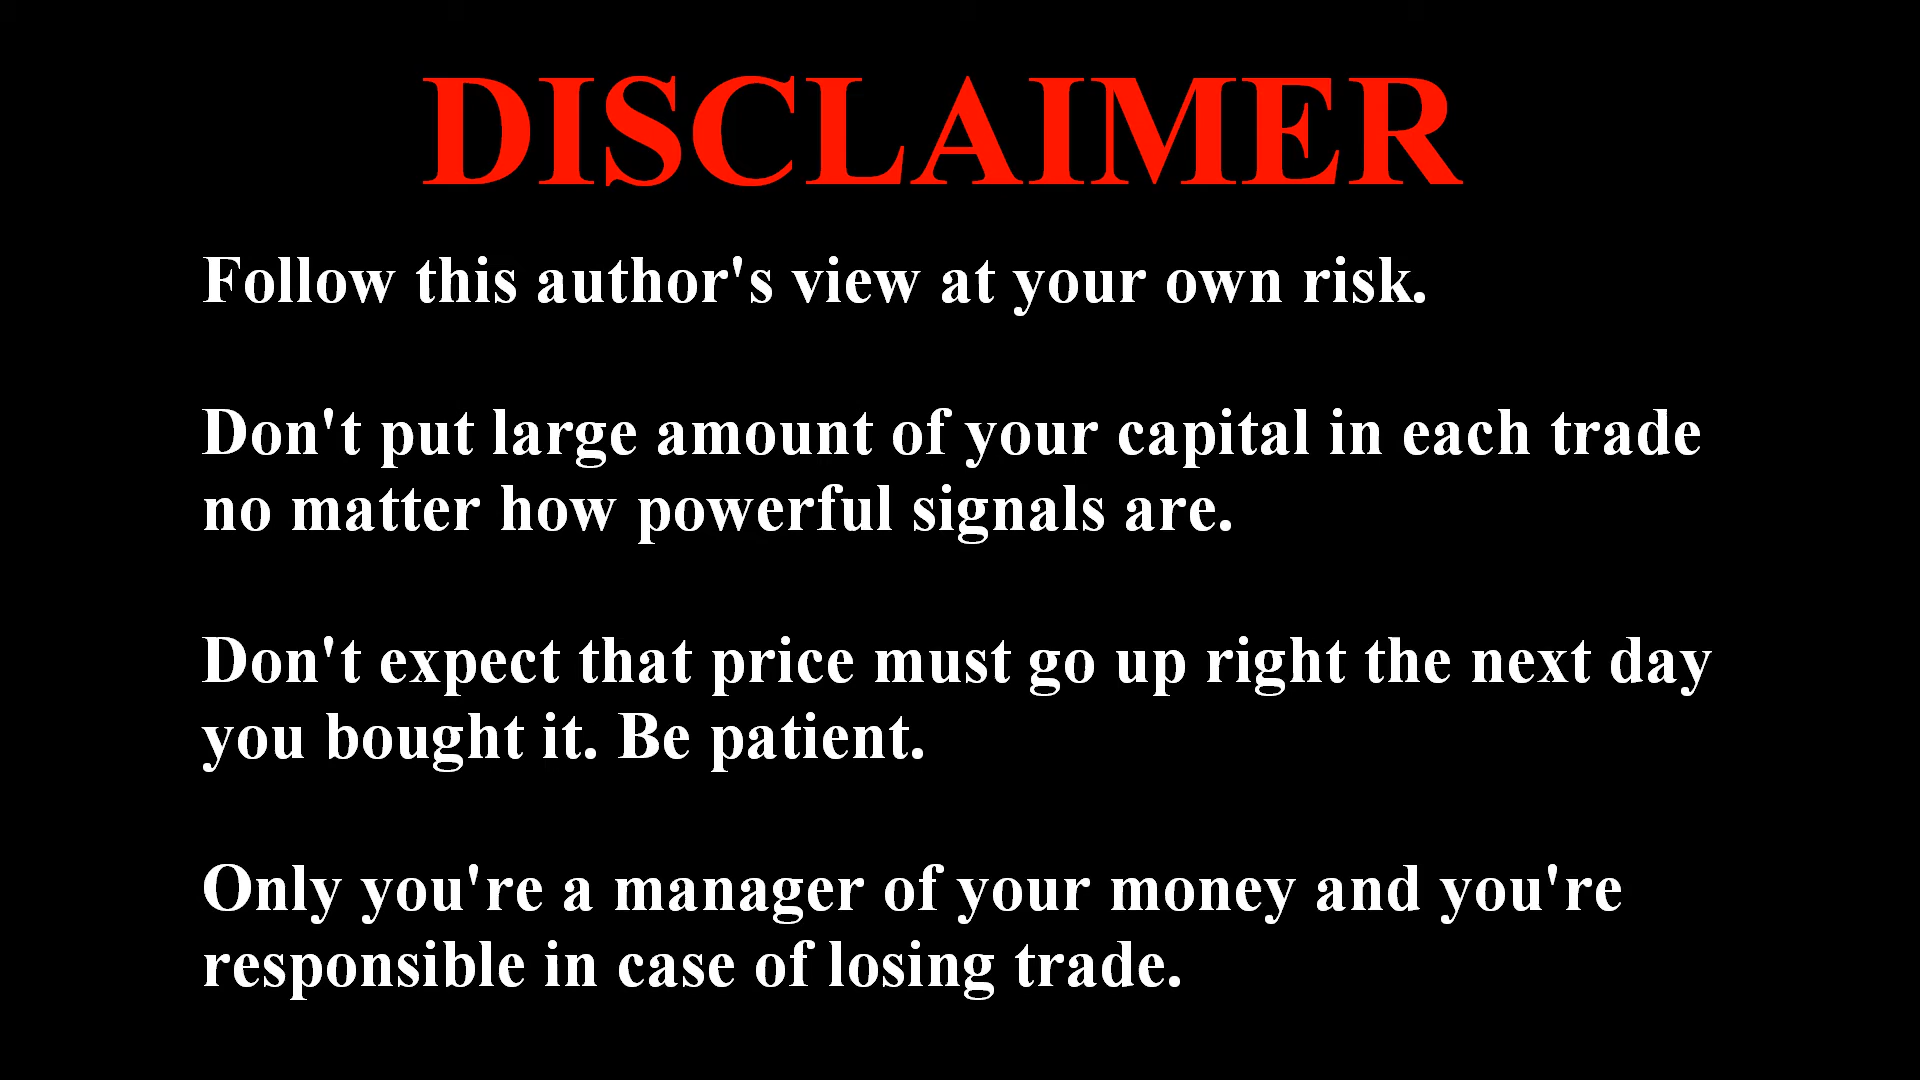 DISCLAIMER
Follow this author's view at your own risk.
Don't put large amount of your capital in each trade
no matter how powerful signals are.
Don't expect that price must go up right the next day
you bought it. Be patient.
Only you're a manager of your money and you're
responsible in case of losing trade.